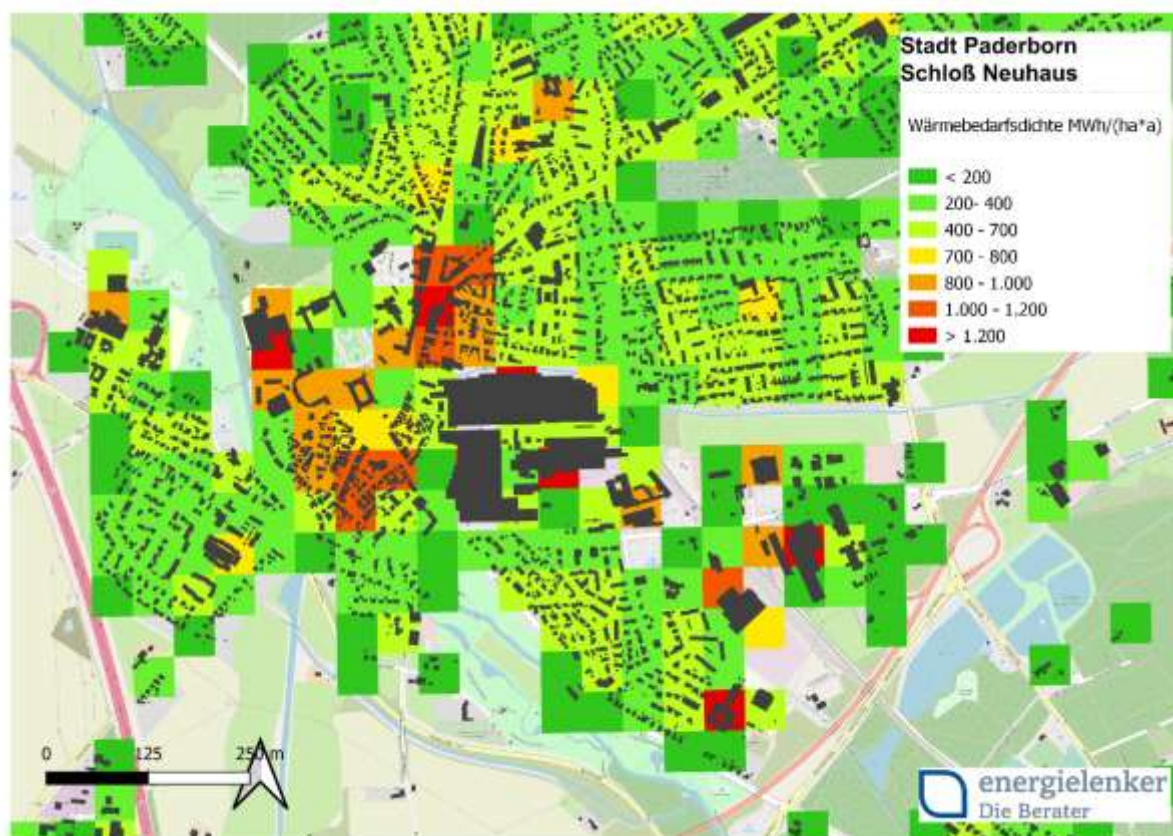 Stadt Paderborn
Schloß Neuhaus
Wärmebedarfsdichte MWh/(ha*a)
< 200
200- 400
400 - 700
700 - 800
800 - 1.000
1.000 - 1.200
> 1.200
0 125 250 m
energielenker
Die Berater